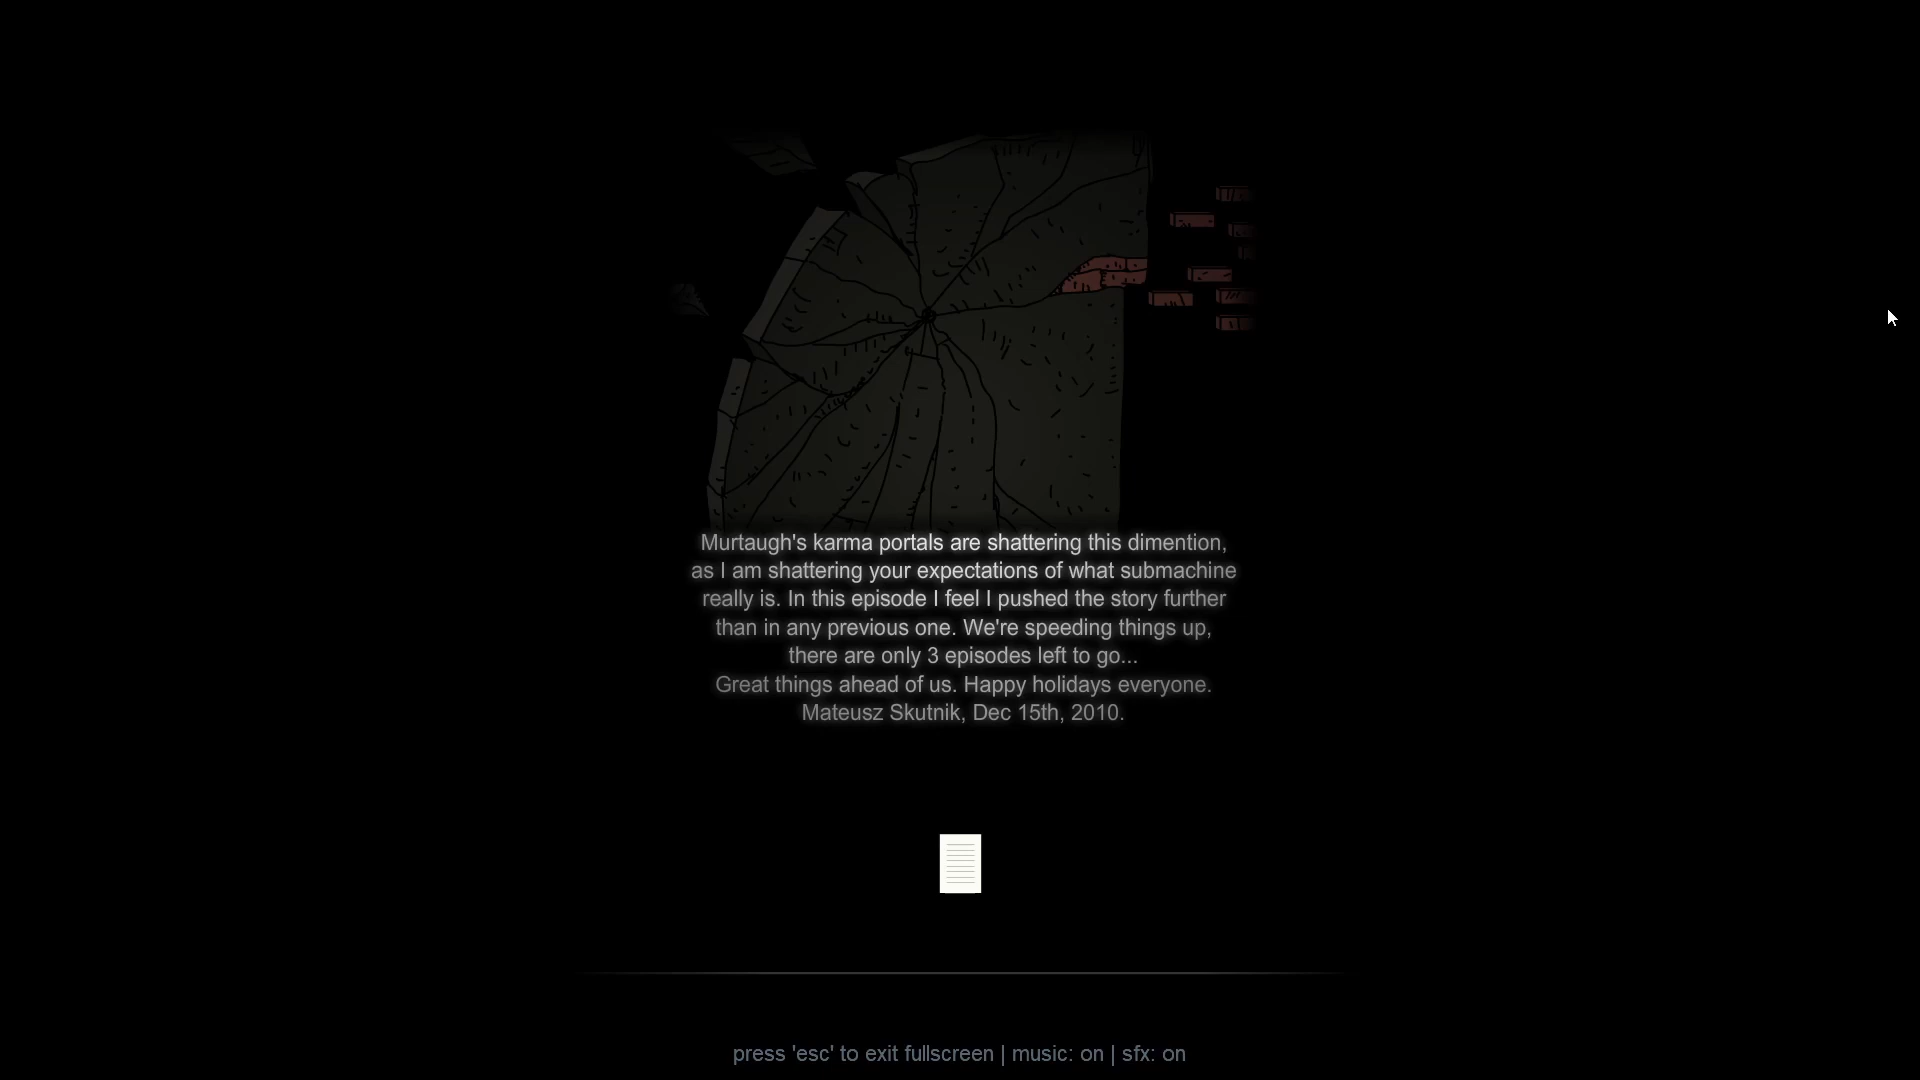 Murtaugh's karma portals are shattering this dimention,
as I am shattering your expectations of what submachine
really is. In this episode I feel I pushed the story further
than in any previous one. We're speeding things up,
there are only 3 episodes left to go...
Great things ahead of us. Happy holidays everyone.
Mateusz Skutnik, Dec 15th, 2010.
press 'esc' to exit fullscreen | music: on | sfx: on